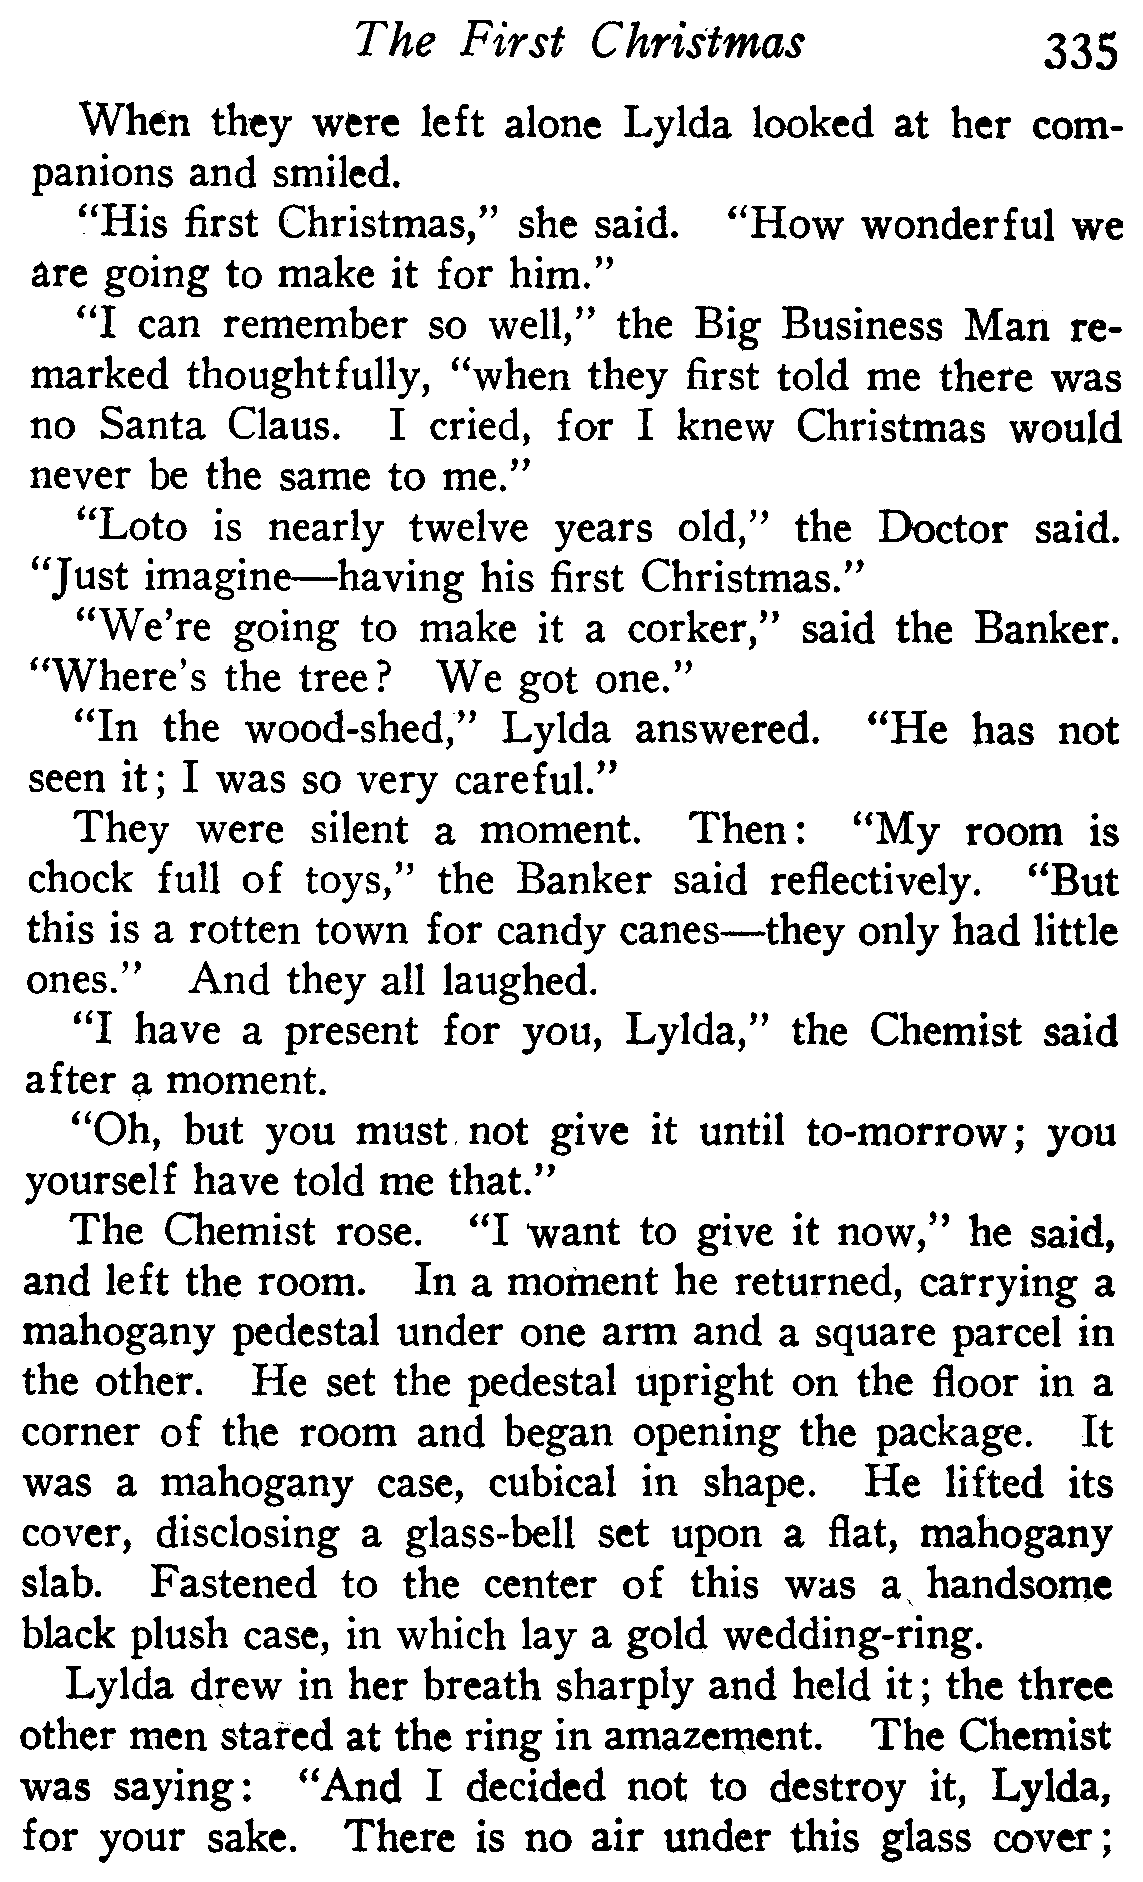 The First Christmas 335
When they were left alone Lylda looked at her com-
panions and smiled.
“His first Christmas,” she said. “How wonderful we
are going to make it for him.”
“I can remember so well,” the Big Business Man re-
marked thoughtfully, “when they first told me there was
no Santa Claus. I cried, for I knew Christmas would
never be the same to me.”
“Loto is nearly twelve years old,” the Doctor said.
“Just imagine—having his first Christmas.”
“We’re going to make it a corker,” said the Banker.
“Where’s the tree? We got one.”
“In the wood-shed,” Lylda answered. “He has not
seen it; I was so very careful.”
They were silent a moment. Then: “My room is
chock full of toys,” the Banker said reflectively. “But
this is a rotten town for candy canes—they only had little
ones.” And they all laughed.
“I have a present for you, Lylda,” the Chemist said
after a moment.
“Oh, but you must not give it until to-morrow; you
yourself have told me that.”
The Chemist rose. “I want to give it now,” he said,
and left the room. In a moment he returned, carrying a
mahogany pedestal under one arm and a square parcel in
the other. He set the pedestal upright on the floor in a
corner of the room and began opening the package. It
was a mahogany case, cubical in shape. He lifted its
cover, disclosing a glass-bell set upon a flat, mahogany
slab. Fastened to the center of this was a handsome
black plush case, in which lay a gold wedding-ring.
Lylda drew in her breath sharply and held it; the three
other men stared at the ring in amazement. The Chemist
was saying: “And I decided not to destroy it, Lylda,
for your sake. There is no air under this glass cover;